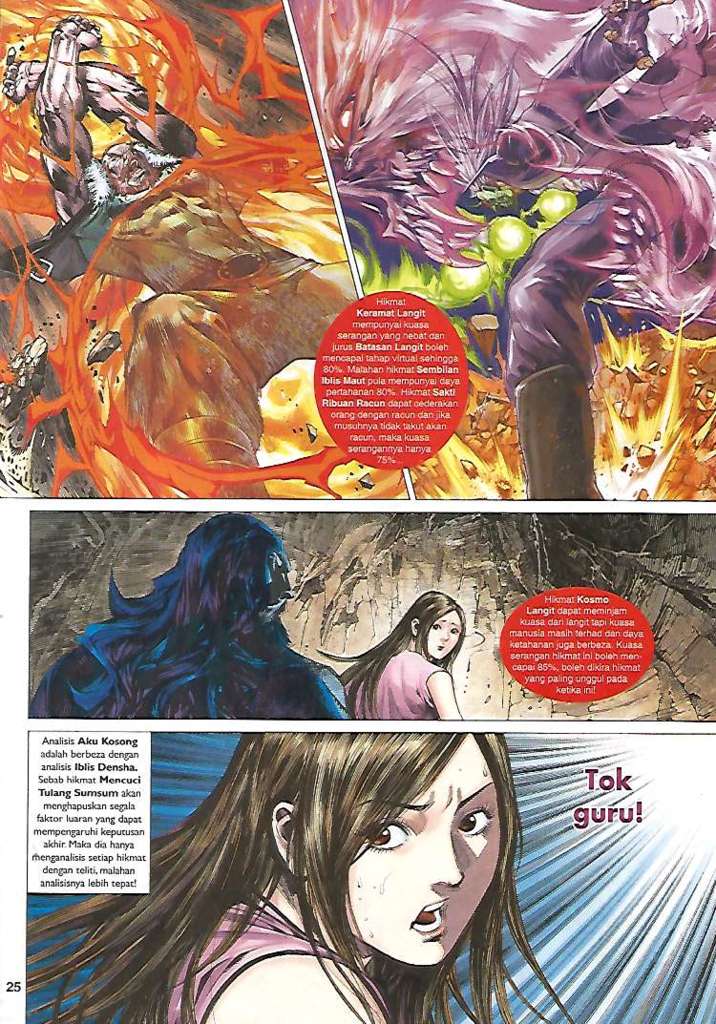 Hikmat
Keramat Langit
mempunyai kuasa
serangan yang hebat dan
jurus Batasan Langit boleh
mencapai tahap virtual sehingga
80%. Malahan hikmat Sembilan
Iblis Maut pula mempunyai daya
pertahanan 80%. Hikmat Sakti
Ribuan Racun dapat cederakan
orang dengan racun dan jika
musuhnya tidak takut akan
racun, maka kuasa
serangannya hanya
75%...
Hikmat Kosmo
Langit dapat meminjam
kuasa dari langit tapi kuasa
manusia masih terhad dan daya
ketahanan juga berbeza. Kuasa
serangan hikmat ini boleh men-
capai 85%, boleh dikira hikmat
yang paling unggul pada
ketika ini!
Analisis Aku Kosong
adalah berbeza dengan
analisis Iblis Densha.
Sebab hikmat Mencuci
Tulang Sumsum akan
menghapuskan segala
faktor luaran yang dapat
mempengaruhi keputusan
akhir. Maka dia hanya
menganalisis setiap hikmat
dengan teliti, malahan
analisisnya lebih tepat!
Tok
guru!
25